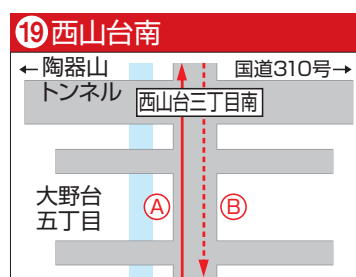 ⑲西山台南
←陶器山
トンネル
国道310号→
西山台三丁目南
大野台
五丁目
Ⓐ
Ⓑ